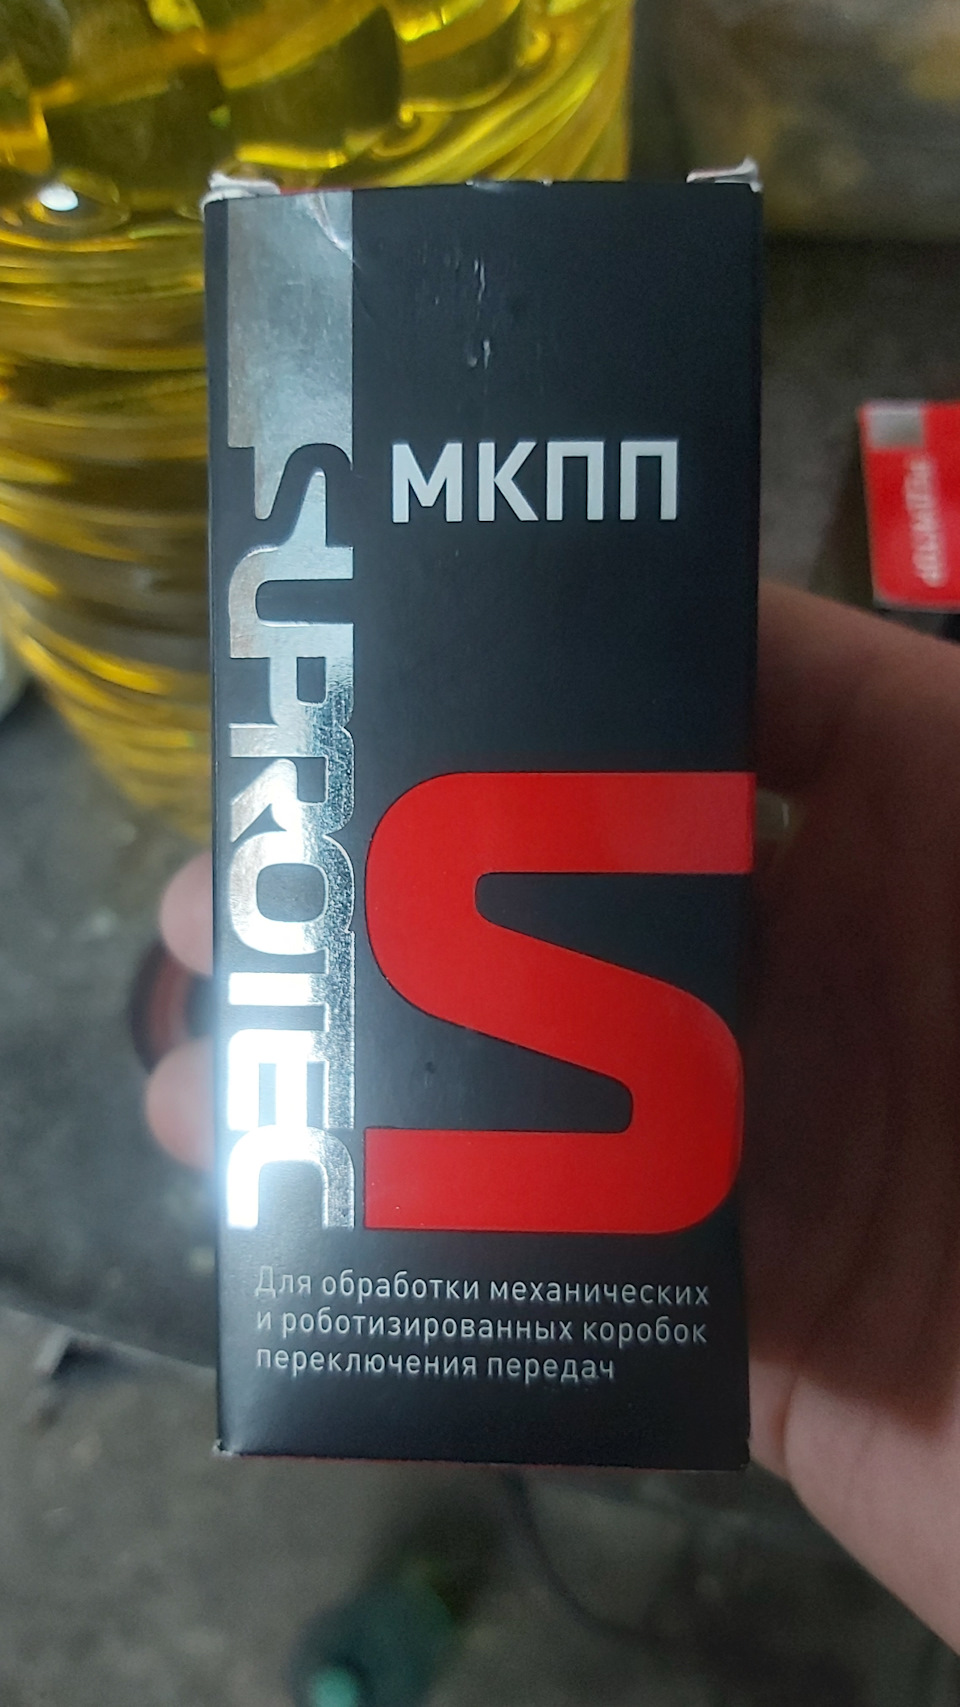 МКПП
SUPROTEC
Для обработки механических
и роботизированных коробок
переключения передач